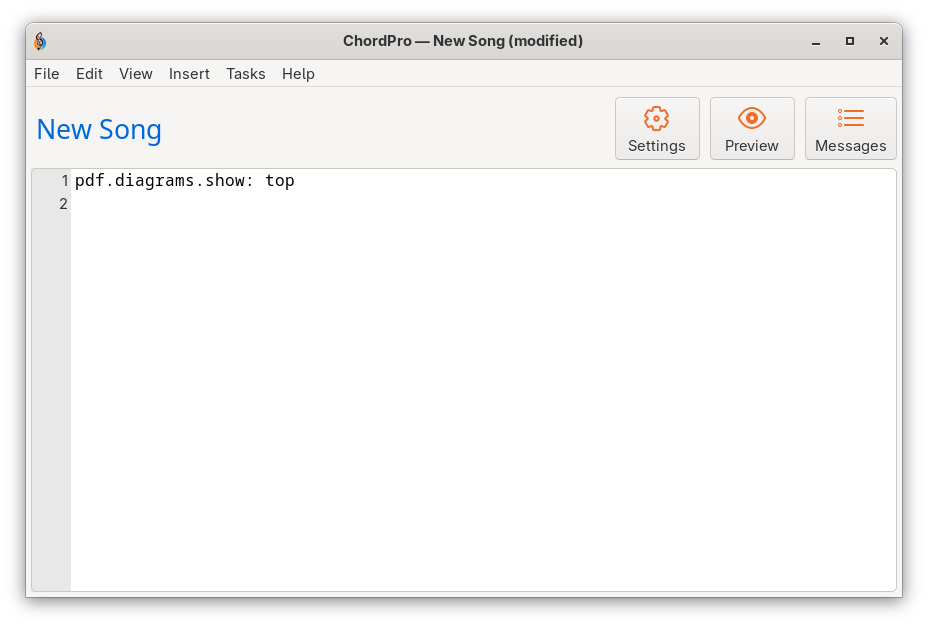 ChordPro — New Song (modified)
File Edit View Insert Tasks Help
New Song
Settings Preview Messages
1 pdf.diagrams.show: top
2